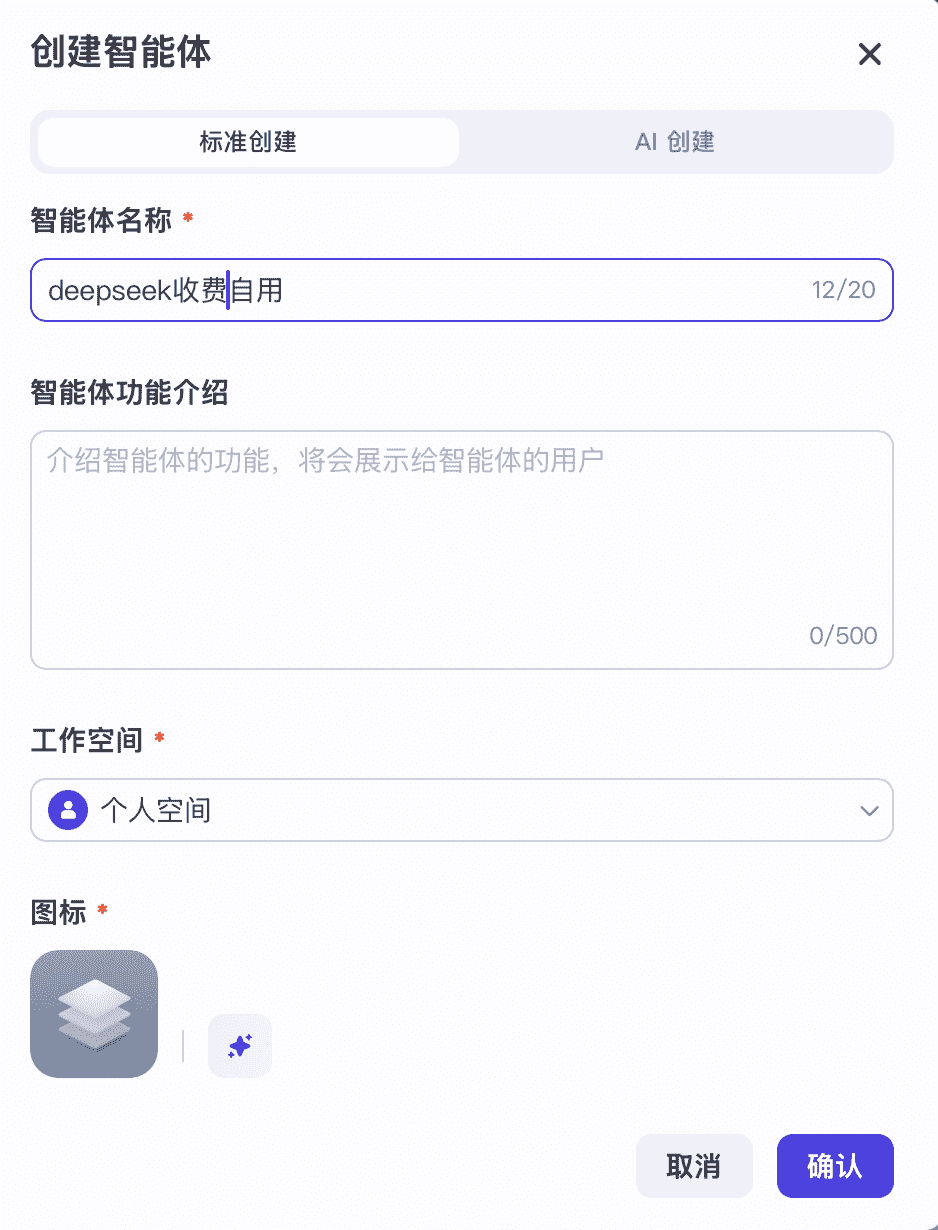 创建智能体
标准创建
AI 创建
智能体名称 *
deepseek收费自用
12/20
智能体功能介绍
介绍智能体的功能，将会展示给智能体的用户
0/500
工作空间 *
个人空间
图标 *
取消
确认